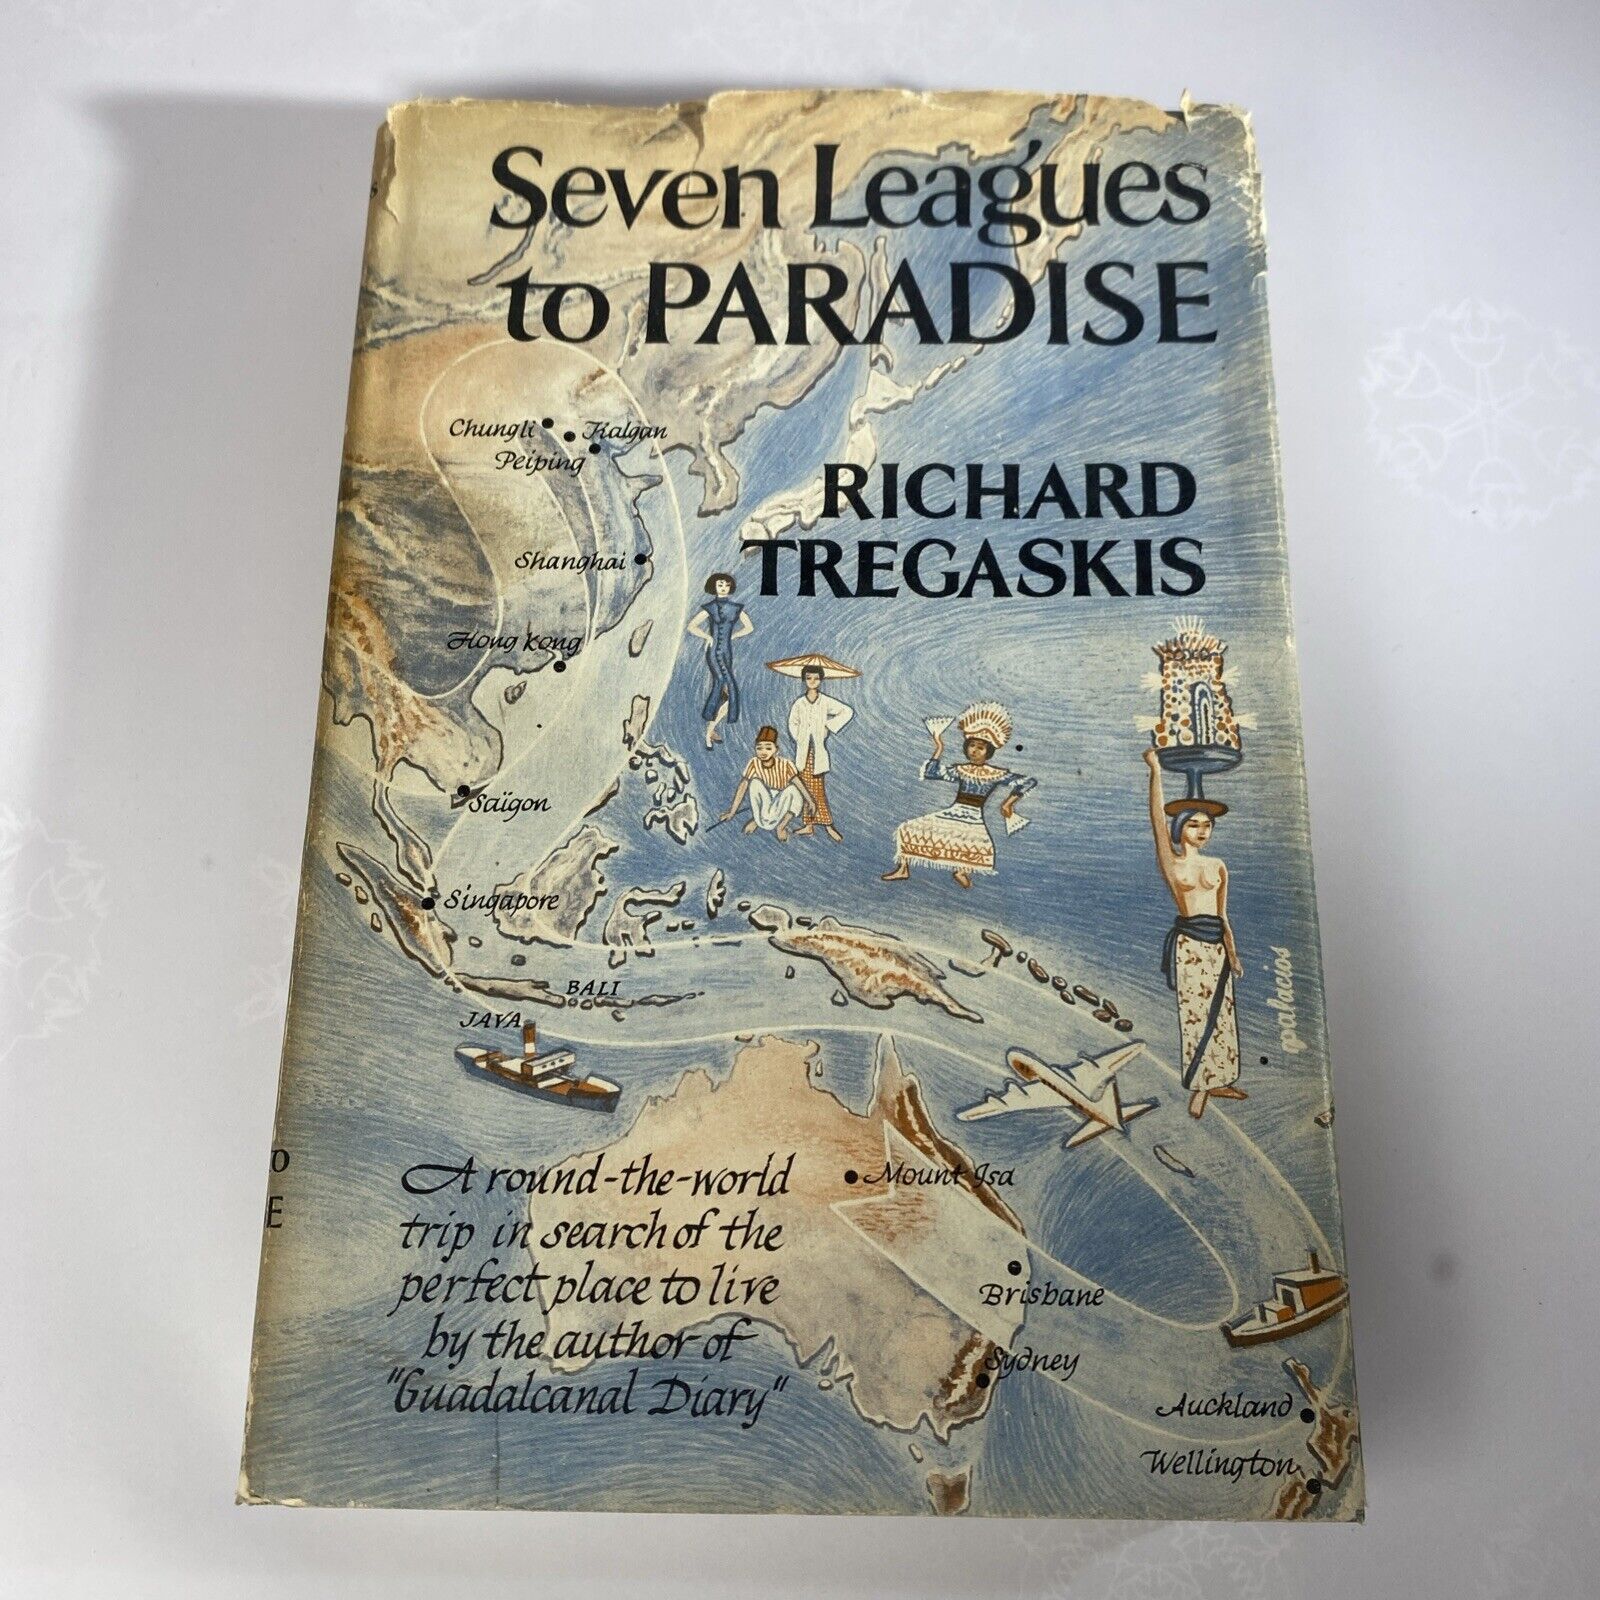 Seven Leagues
to PARADISE
RICHARD
TREGASKIS
Chungli
Kalgan
Peiping
Shanghai
Hong Kong
Saïgon
Singapore
BALI
JAVA
palacios
A round-the-world
trip in search of the
perfect place to live
by the author of
"Guadalcanal Diary"
Mount Isa
Brisbane
Sydney
Auckland
Wellington
O
E